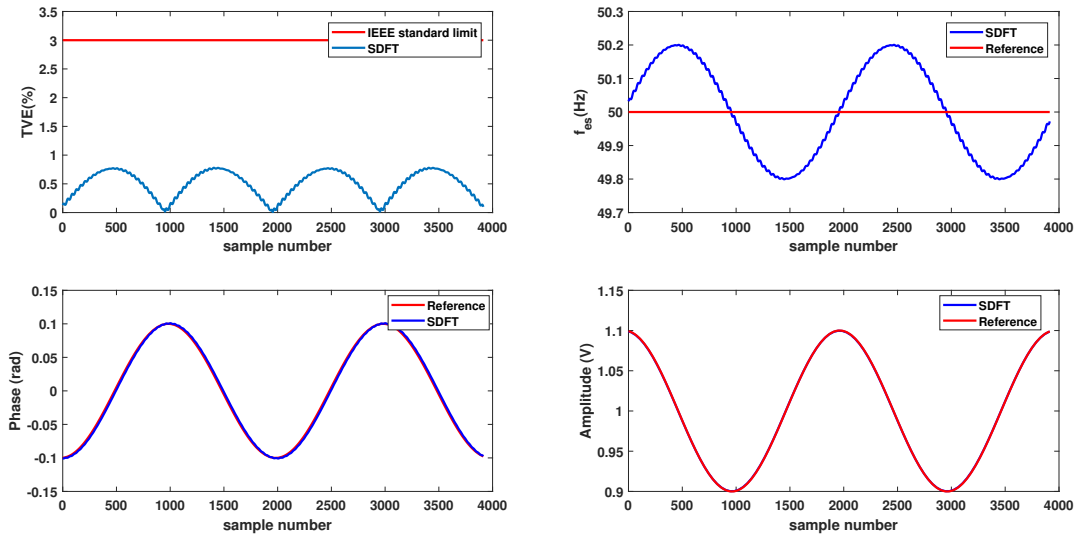 3.5
3
2.5
2
1.5
1
0.5
0
TVE(%)
IEEE standard limit
SDFT
0 500 1000 1500 2000 2500 3000 3500 4000
sample number
50.3
50.2
50.1
50
49.9
49.8
49.7
f_es(Hz)
SDFT
Reference
0 500 1000 1500 2000 2500 3000 3500 4000
sample number
0.15
0.1
0.05
0
-0.05
-0.1
-0.15
Phase (rad)
Reference
SDFT
0 500 1000 1500 2000 2500 3000 3500 4000
sample number
1.15
1.1
1.05
1
0.95
0.9
Amplitude (V)
SDFT
Reference
0 500 1000 1500 2000 2500 3000 3500 4000
sample number